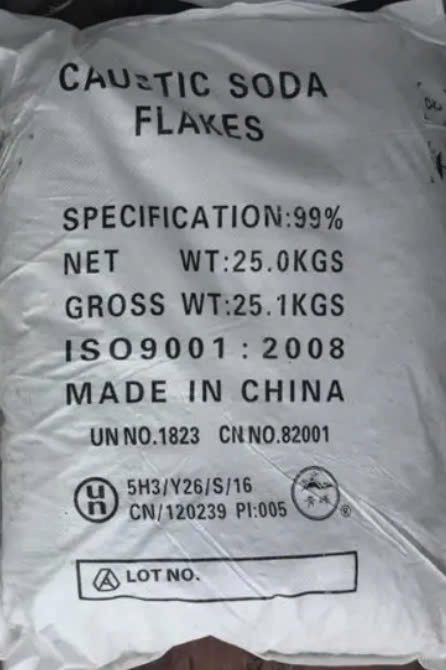 CAUSTIC SODA
FLAKES
SPECIFICATION:99%
NET WT:25.0KGS
GROSS WT:25.1KGS
ISO9001:2008
MADE IN CHINA
UN NO.1823 CN NO.82001
un 5H3/Y26/S/16
CN/120239 PI:005
®
LOT NO.